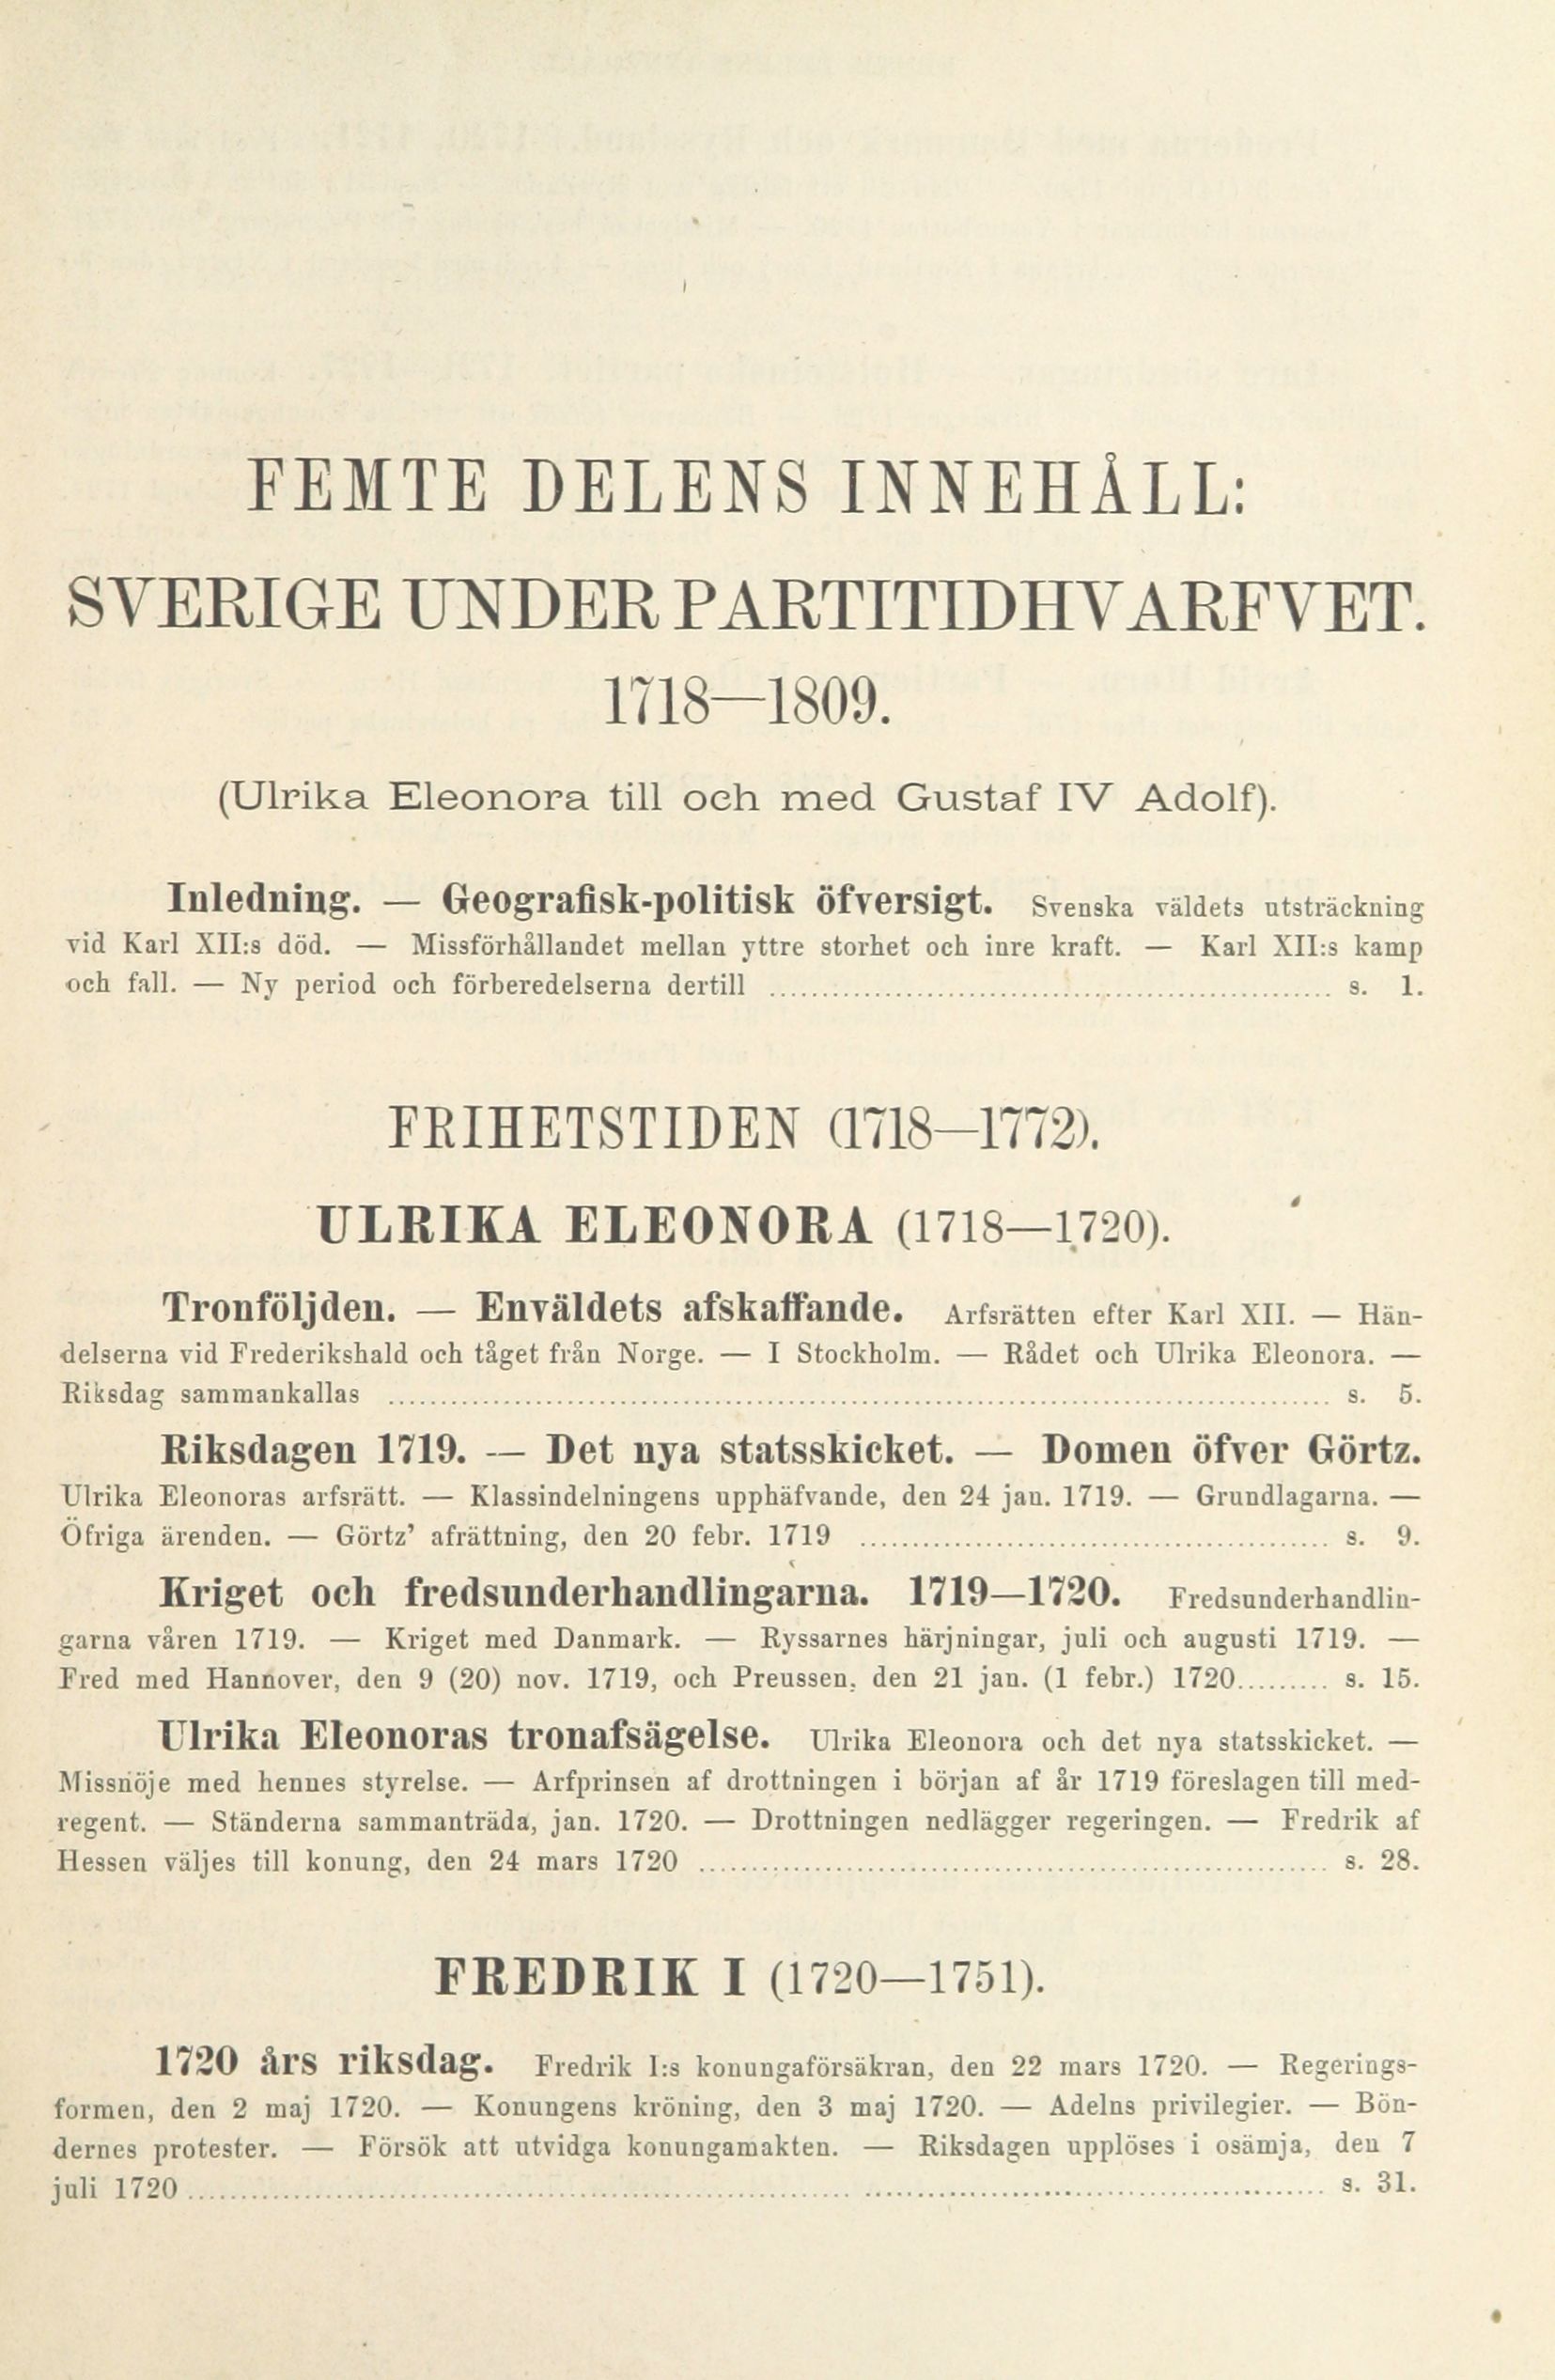 FEMTE DELENS INNEHÅLL:
SVERIGE UNDER PARTITIDHVARFVET.
1718—1809.
(Ulrika Eleonora till och med Gustaf IV Adolf).
Inledning. — Geografisk-politisk öfversigt. Svenska väldets utsträckning
vid Karl XII:s död. — Missförhållandet mellan yttre storhet och inre kraft. — Karl XII:s kamp
och fall. — Ny period och förberedelserna dertill ........................................ s. 1.
FRIHETSTIDEN (1718—1772).
ULRIKA ELEONORA (1718—1720).
Tronföljden. — Enväldets afskaffande. Arfsrätten efter Karl XII. — Hän-
delserna vid Frederikshald och tåget från Norge. — I Stockholm. — Rådet och Ulrika Eleonora. —
Riksdag sammankallas ........................................ s. 5.
Riksdagen 1719. — Det nya statsskicket. — Domen öfver Görtz.
Ulrika Eleonoras arfsrätt. — Klassindelningens upphäfvande, den 24 jan. 1719. — Grundlagarna. —
Öfriga ärenden. — Görtz’ afrättning, den 20 febr. 1719 ........................................ s. 9.
Kriget och fredsunderhandlingarna. 1719—1720. Fredsunderhandlin-
garna våren 1719. — Kriget med Danmark. — Ryssarnes härjningar, juli och augusti 1719. —
Fred med Hannover, den 9 (20) nov. 1719, och Preussen, den 21 jan. (1 febr.) 1720......... s. 15.
Ulrika Eleonoras tronafsägelse. Ulrika Eleonora och det nya statsskicket. —
Missnöje med hennes styrelse. — Arfprinsen af drottningen i början af år 1719 föreslagen till med-
regent. — Ständerna sammanträda, jan. 1720. — Drottningen nedlägger regeringen. — Fredrik af
Hessen väljes till konung, den 24 mars 1720 ........................................ s. 28.
FREDRIK I (1720—1751).
1720 års riksdag. Fredrik I:s konungaförsäkran, den 22 mars 1720. — Regerings-
formen, den 2 maj 1720. — Konungens kröning, den 3 maj 1720. — Adelns privilegier. — Bön-
dernes protester. — Försök att utvidga konungamakten. — Riksdagen upplöses i osämja, den 7
juli 1720 ........................................ s. 31.